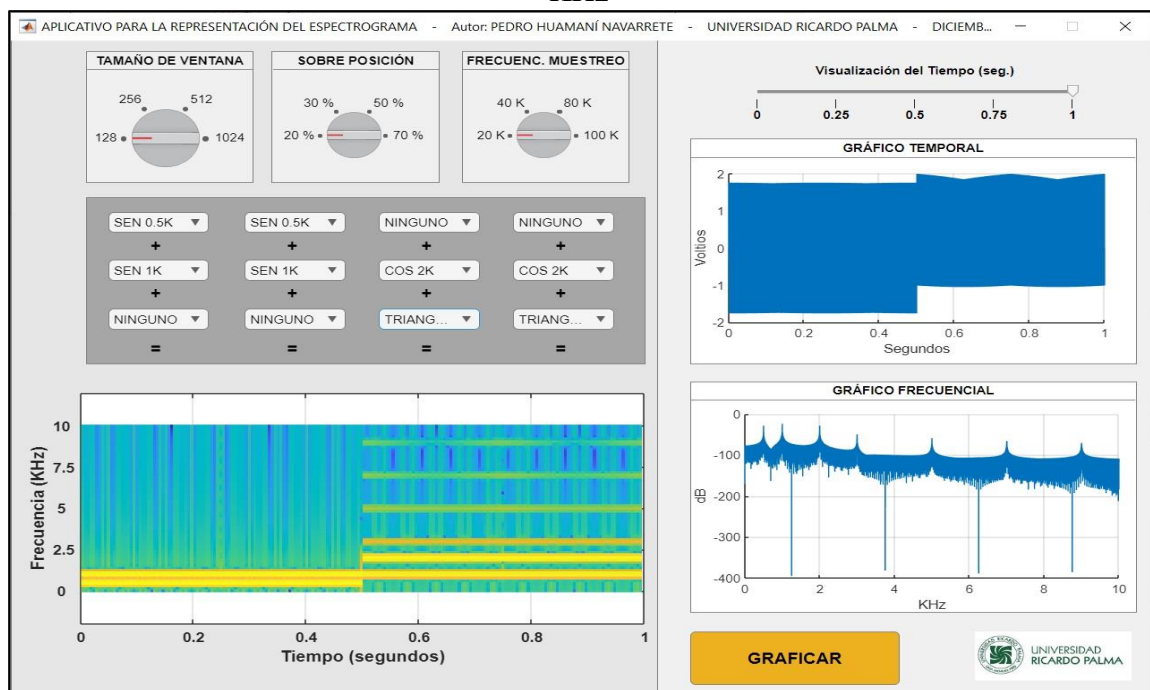 KHz
APLICATIVO PARA LA REPRESENTACIÓN DEL ESPECTROGRAMA - Autor: PEDRO HUAMANÍ NAVARRETE - UNIVERSIDAD RICARDO PALMA - DICIEMB...
TAMAÑO DE VENTANA
256 512
128 1024
SOBRE POSICIÓN
30 % 50 %
20 % 70 %
FRECUENC. MUESTREO
40 K 80 K
20 K 100 K
Visualización del Tiempo (seg.)
0 0.25 0.5 0.75 1
SEN 0.5K SEN 0.5K NINGUNO NINGUNO
+ + + +
SEN 1K SEN 1K COS 2K COS 2K
+ + + +
NINGUNO NINGUNO TRIANG... TRIANG...
= = = =
GRÁFICO TEMPORAL
Voltios
2
1
0
-1
-2
0 0.2 0.4 0.6 0.8 1
Segundos
Frecuencia (KHz)
10
7.5
5
2.5
0
0 0.2 0.4 0.6 0.8 1
Tiempo (segundos)
GRÁFICO FRECUENCIAL
dB
0
-100
-200
-300
-400
0 2 4 6 8 10
KHz
GRAFICAR
UNIVERSIDAD
RICARDO PALMA